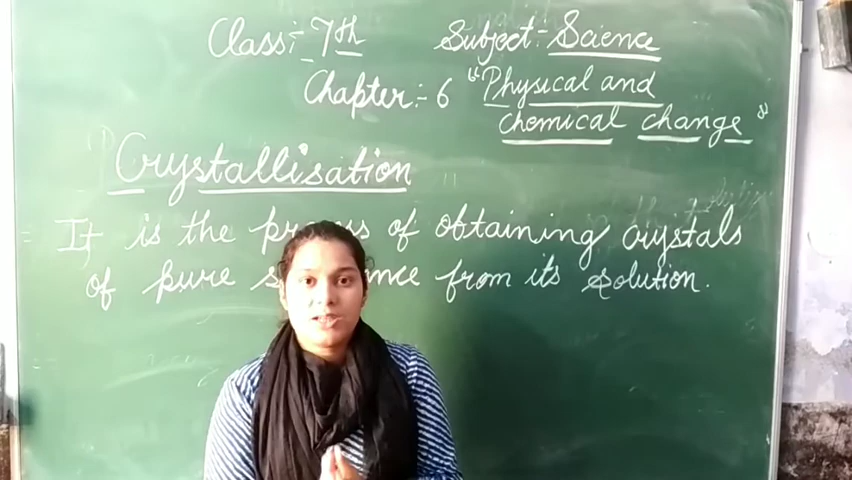 Class:- 7th Subject:- Science
Chapter:- 6 "Physical and
chemical change"
Crystallisation
It is the process of obtaining crystals
of pure from its solution.